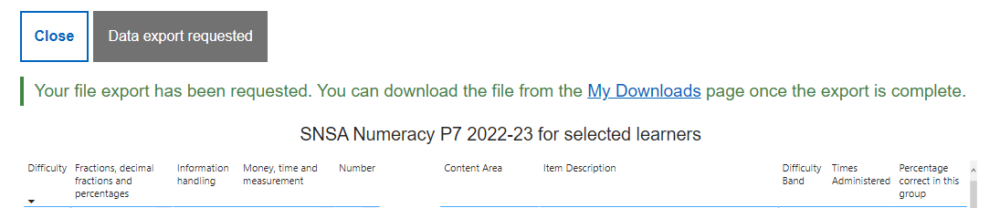 Close Data export requested
Your file export has been requested. You can download the file from the My Downloads page once the export is complete.
SNSA Numeracy P7 2022-23 for selected learners
Difficulty Fractions, decimal Information Money, time and Number Content Area Item Description Difficulty Times Percentage
fractions and handling measurement Band Administered correct in this
percentages group